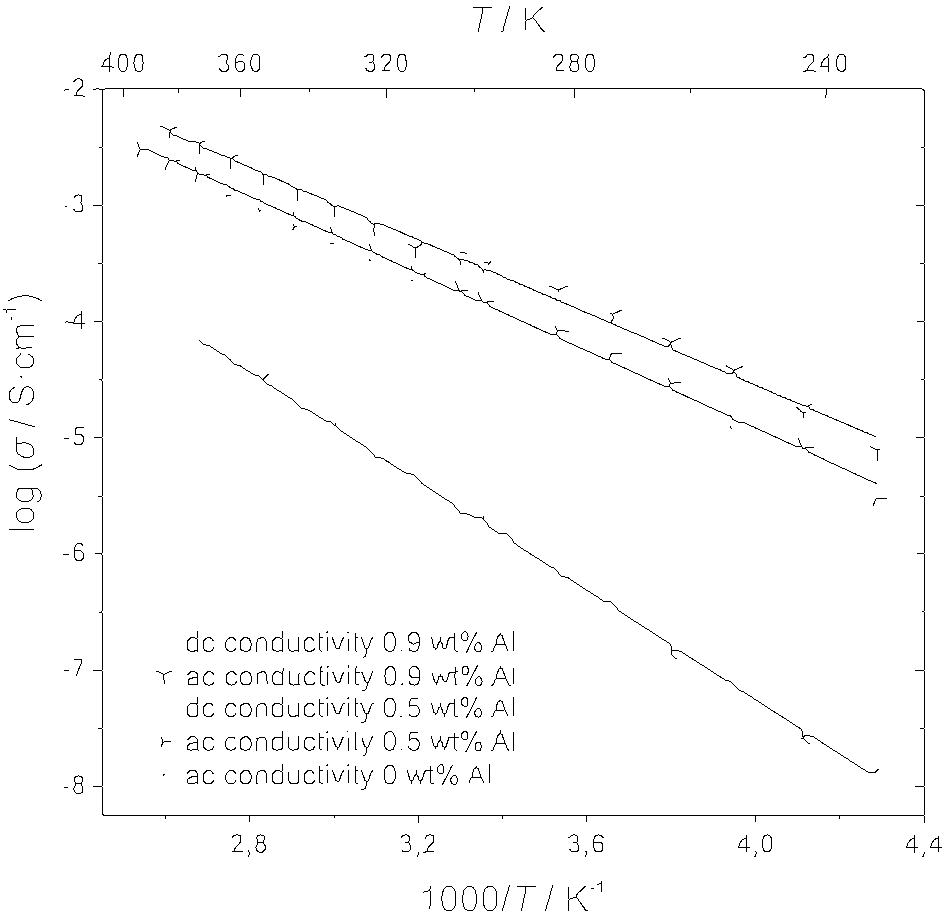 T / K
400 360 320 280 240
-2
-3
-4
-5
-6
-7
-8
log (σ / S·cm⁻¹)
dc conductivity 0.9 wt% Al
ac conductivity 0.9 wt% Al
dc conductivity 0.5 wt% Al
ac conductivity 0.5 wt% Al
ac conductivity 0 wt% Al
2,8 3,2 3,6 4,0 4,4
1000/T / K⁻¹